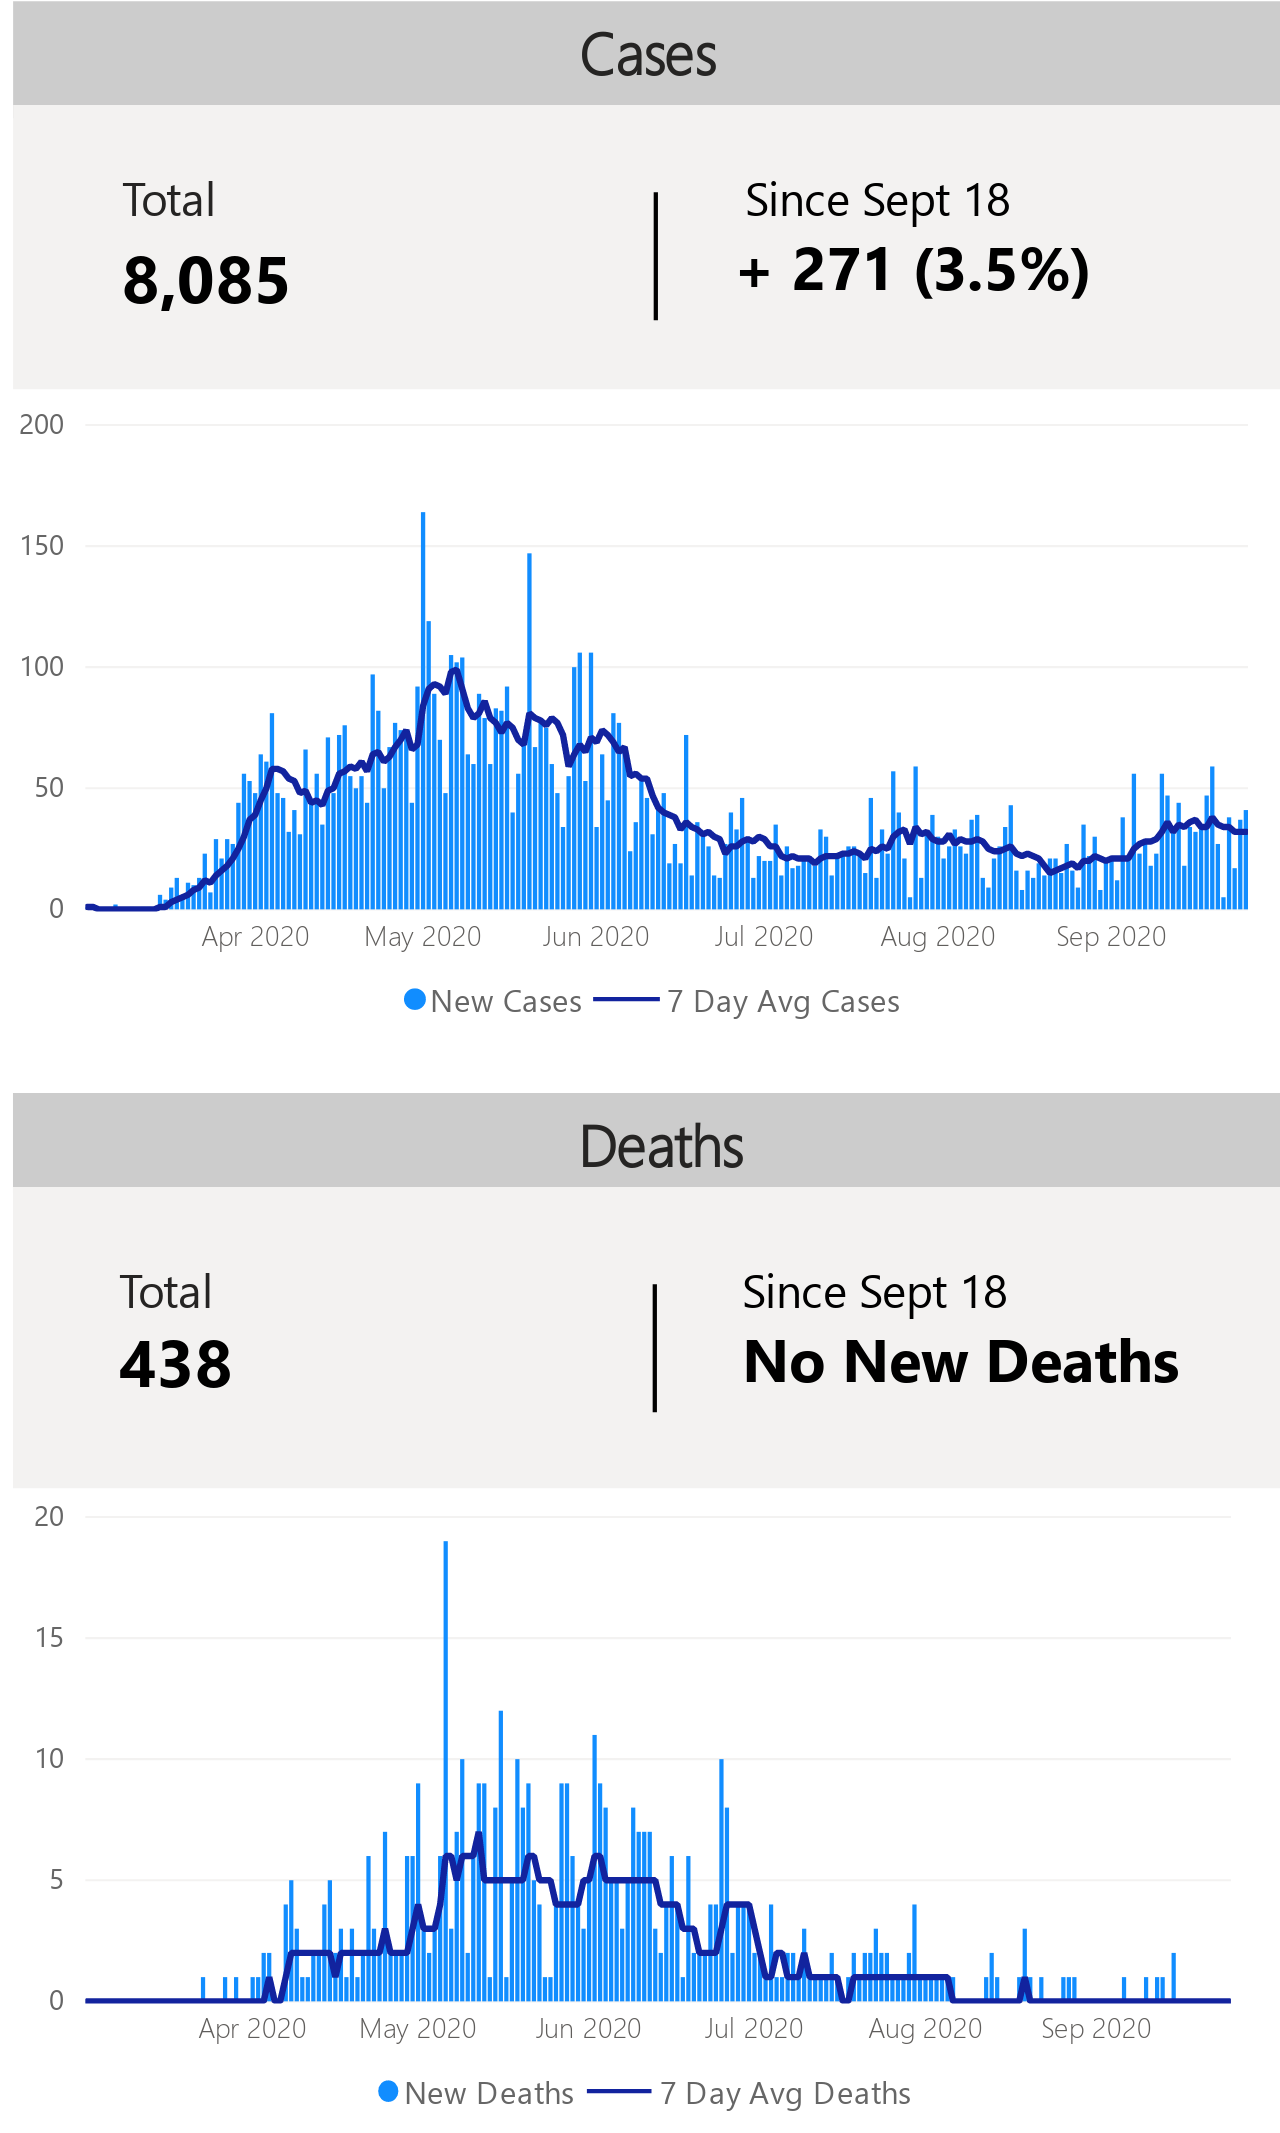 Cases
Total
Since Sept 18
8,085
+ 271 (3.5%)
200
150
100
50
0
Apr 2020
May 2020
Jun 2020
Jul 2020
Aug 2020
Sep 2020
New Cases
7 Day Avg Cases
Deaths
Total
Since Sept 18
438
No New Deaths
20
15
10
5
0
Apr 2020
May 2020
Jun 2020
Jul 2020
Aug 2020
Sep 2020
New Deaths
7 Day Avg Deaths